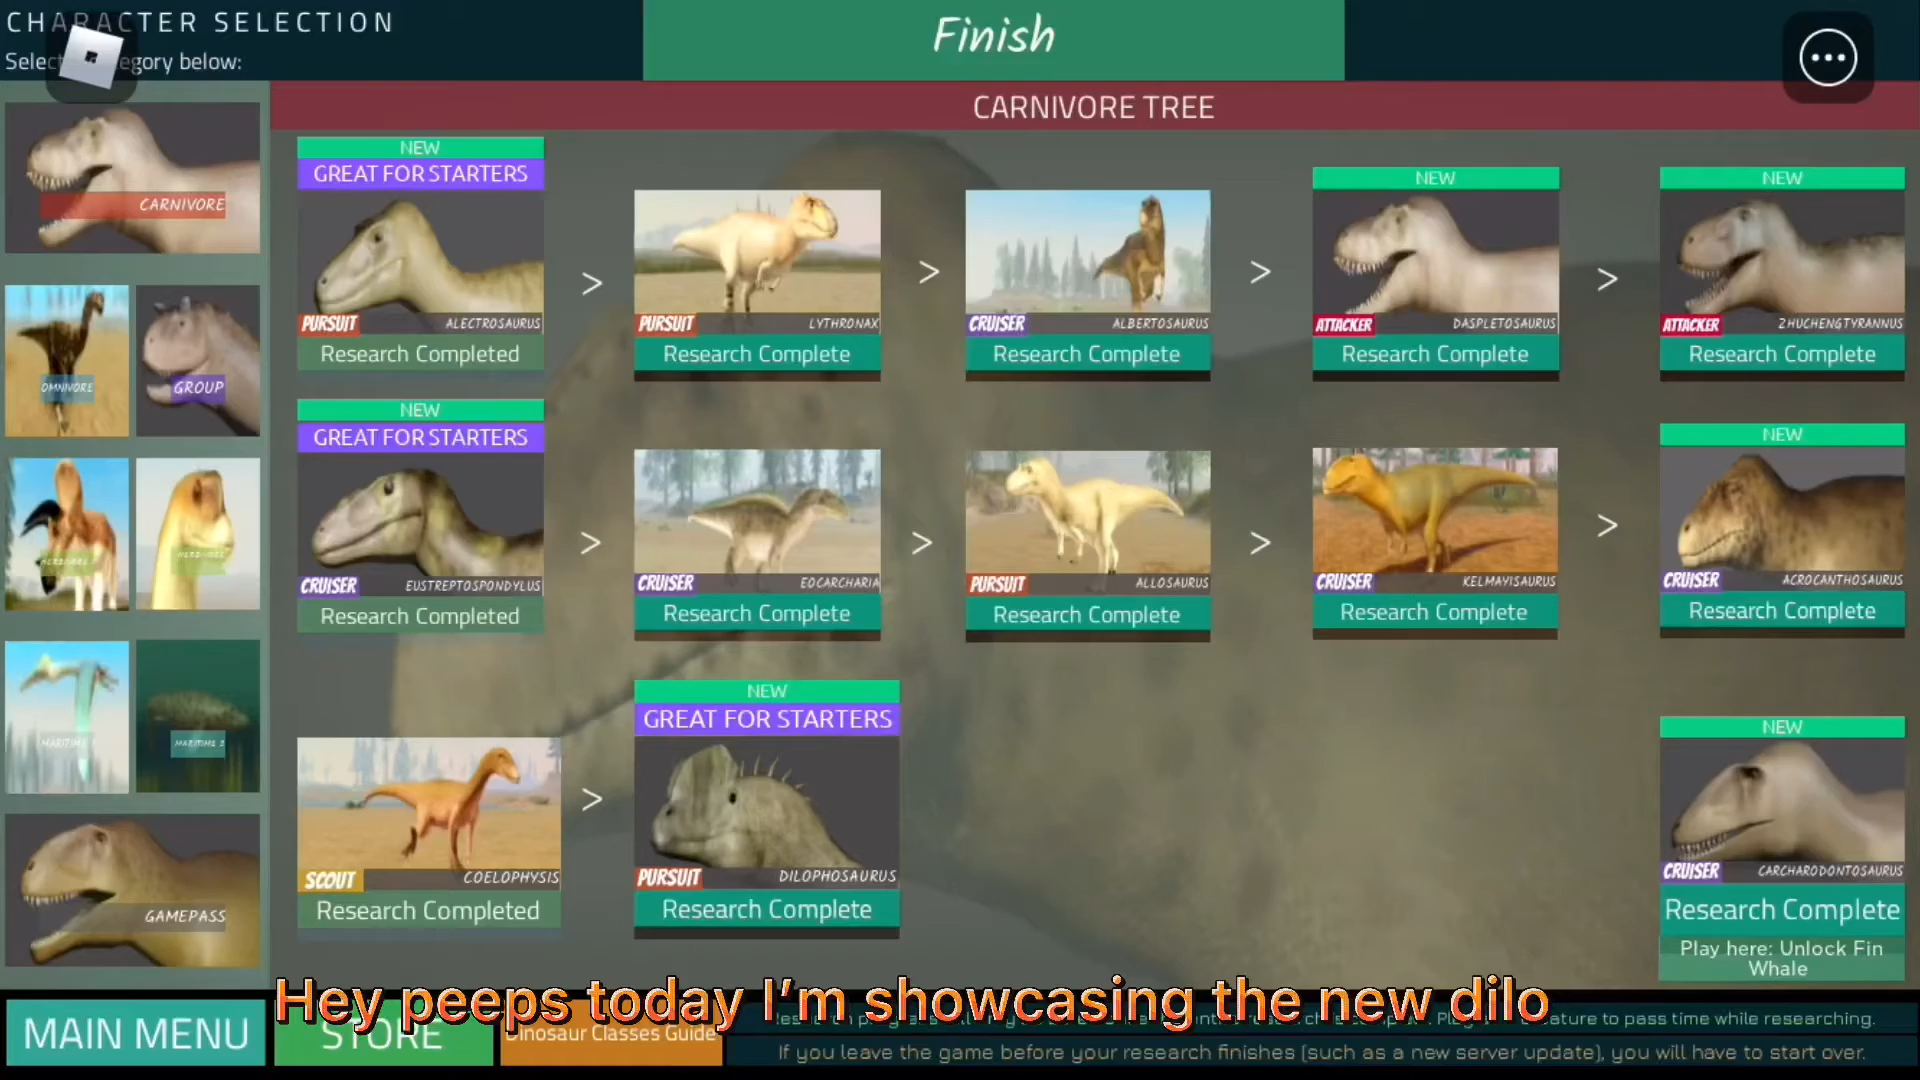 CHARACTER SELECTION
Finish
CARNIVORE TREE
CARNIVORE
OMNIVORE
GROUP
MARITIME
MARITIME 2
GAMEPASS
NEW
GREAT FOR STARTERS
PURSUIT ALECTROSAURUS
Research Completed
>
PURSUIT LYTHRONAX
Research Complete
>
CRUISER ALBERTOSAURUS
Research Complete
>
NEW
ATTACKER DASPLETOSAURUS
Research Complete
>
NEW
ATTACKER ZHUCHENGTYRANNUS
Research Complete
NEW
GREAT FOR STARTERS
CRUISER EUSTREPTOSPONDYLUS
Research Completed
>
CRUISER EOCARCHARIA
Research Complete
>
PURSUIT ALLOSAURUS
Research Complete
>
CRUISER KELMAYISAURUS
Research Complete
>
NEW
CRUISER ACROCANTHOSAURUS
Research Complete
SCOUT COELOPHYSIS
Research Completed
>
NEW
GREAT FOR STARTERS
PURSUIT DILOPHOSAURUS
Research Complete
NEW
CRUISER CARCHARODONTOSAURUS
Research Complete
Play here: Unlock Fin
Whale
Hey peeps today I'm showcasing the new dilo
MAIN MENU
STORE
Dinosaur Classes Guide
creature to pass time while researching.
If you leave the game before your research finishes (such as a new server update), you will have to start over.